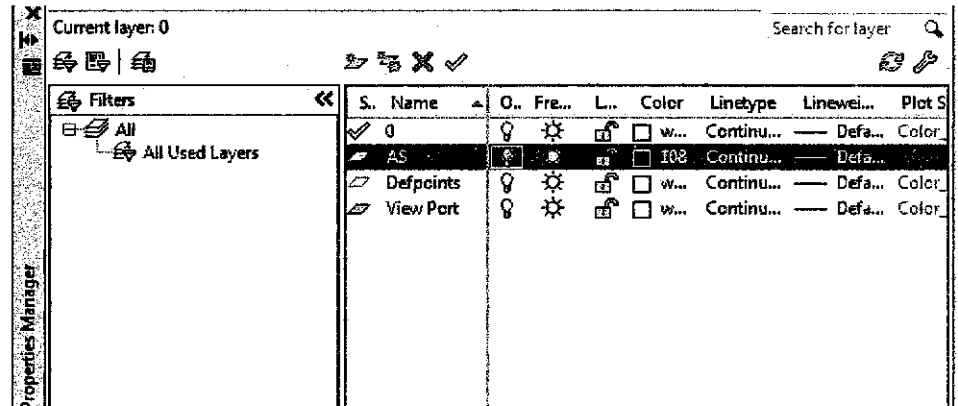 Current layer: 0
Search for layer
Filters
All
All Used Layers
S.. Name O.. Fre... L... Color Linetype Linewei... Plot S
0 w... Continu... Defa... Color_
AS 108 Continu... Defa...
Defpoints w... Continu... Defa... Color_
View Port w... Continu... Defa... Color_
Properties Manager